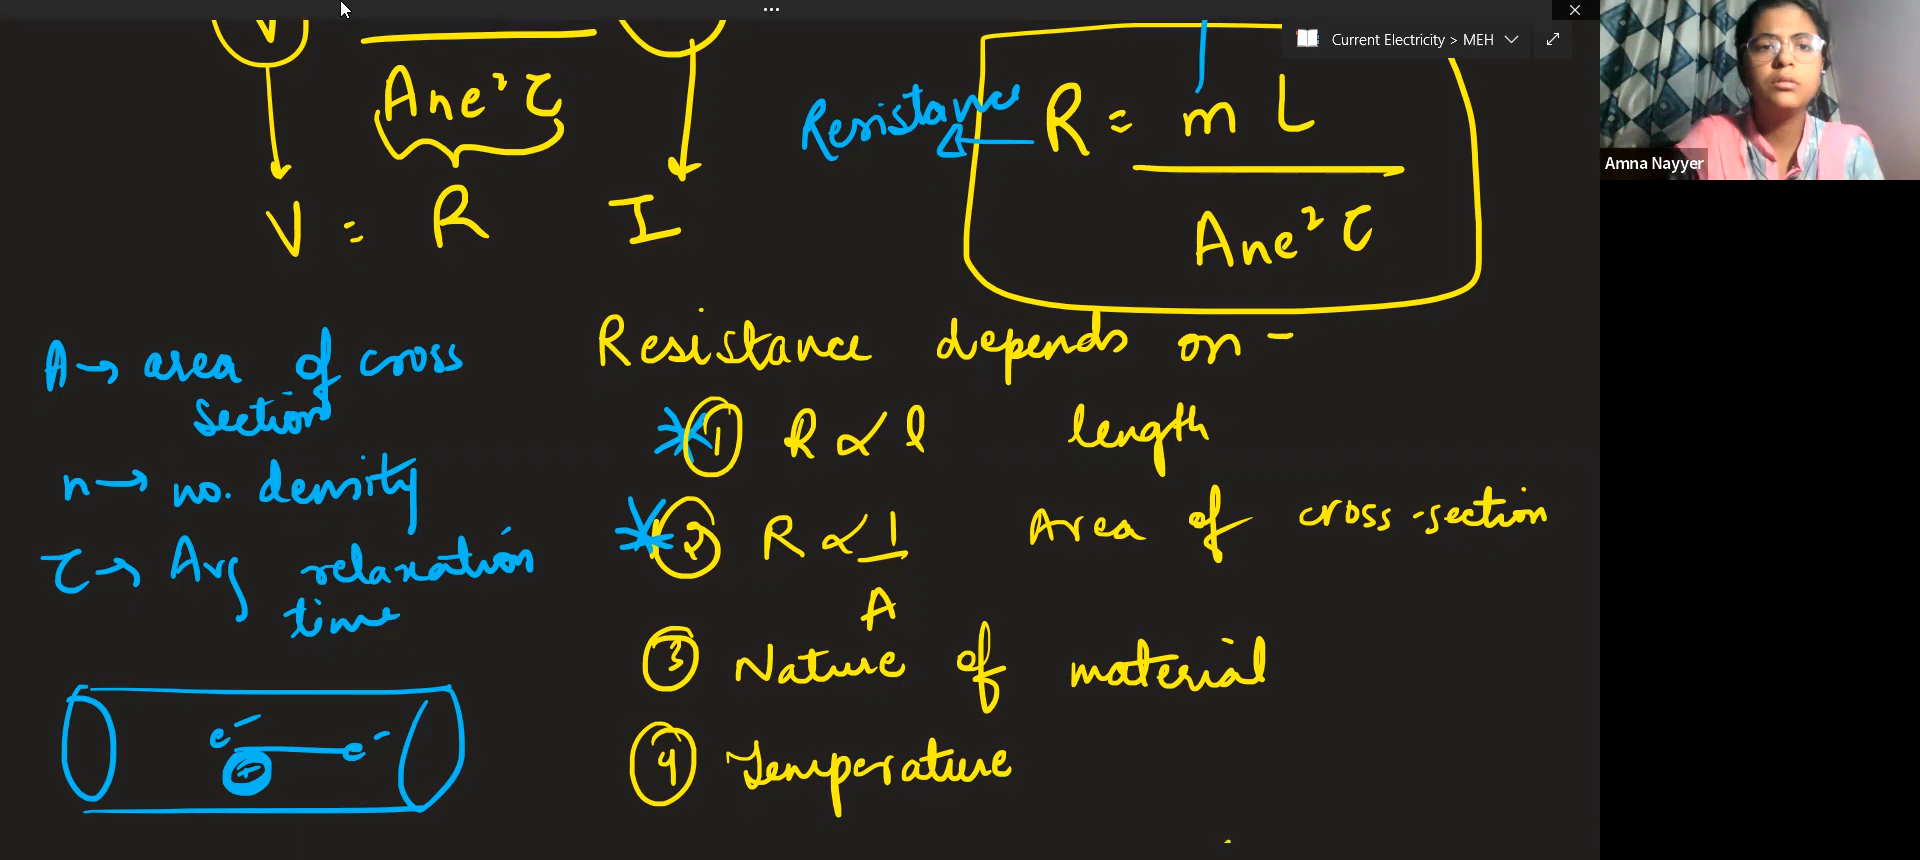 ...
Current Electricity > MEH
V
Ane²τ
V = R I
Resistance R = m L
Ane²τ
Amna Nayyer
A → area of cross
section
n → no. density
τ → Avg relaxation
time
e⁻ e⁻
+
Resistance depends on -
① R ∝ l length
② R ∝ 1 Area of cross-section
A
③ Nature of material
④ Temperature